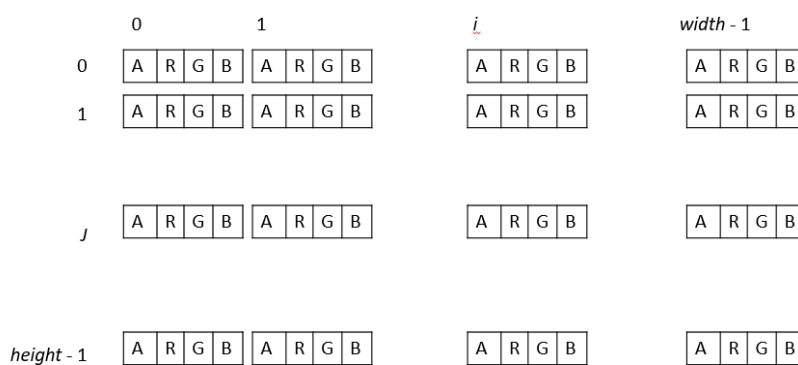 0 1 i width - 1
0 A R G B A R G B A R G B A R G B
1 A R G B A R G B A R G B A R G B
J A R G B A R G B A R G B A R G B
height - 1 A R G B A R G B A R G B A R G B